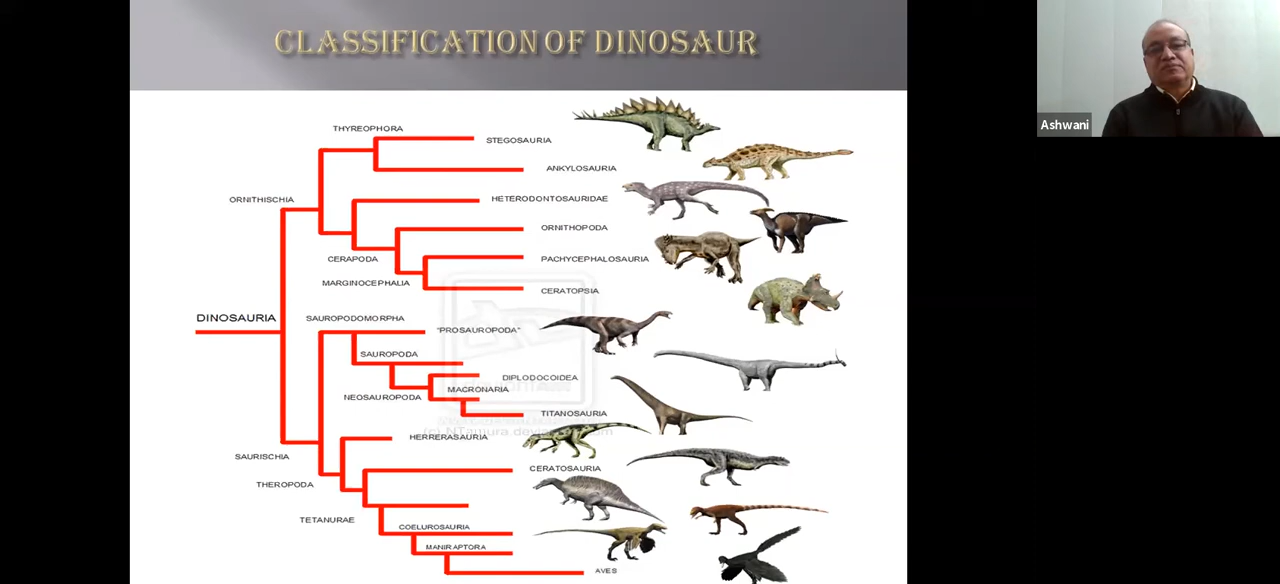 CLASSIFICATION OF DINOSAUR
Ashwani
THYREOPHORA
STEGOSAURIA
ANKYLOSAURIA
ORNITHISCHIA
HETERODONTOSAURIDAE
ORNITHOPODA
CERAPODA
PACHYCEPHALOSAURIA
MARGINOCEPHALIA
CERATOPSIA
DINOSAURIA
SAUROPODOMORPHA
"PROSAUROPODA"
SAUROPODA
DIPLODOCOIDEA
MACRONARIA
NEOSAUROPODA
TITANOSAURIA
(c) NTamura
HERRERASAURIA
SAURISCHIA
CERATOSAURIA
THEROPODA
TETANURAE
COELUROSAURIA
MANIRAPTORA
AVES